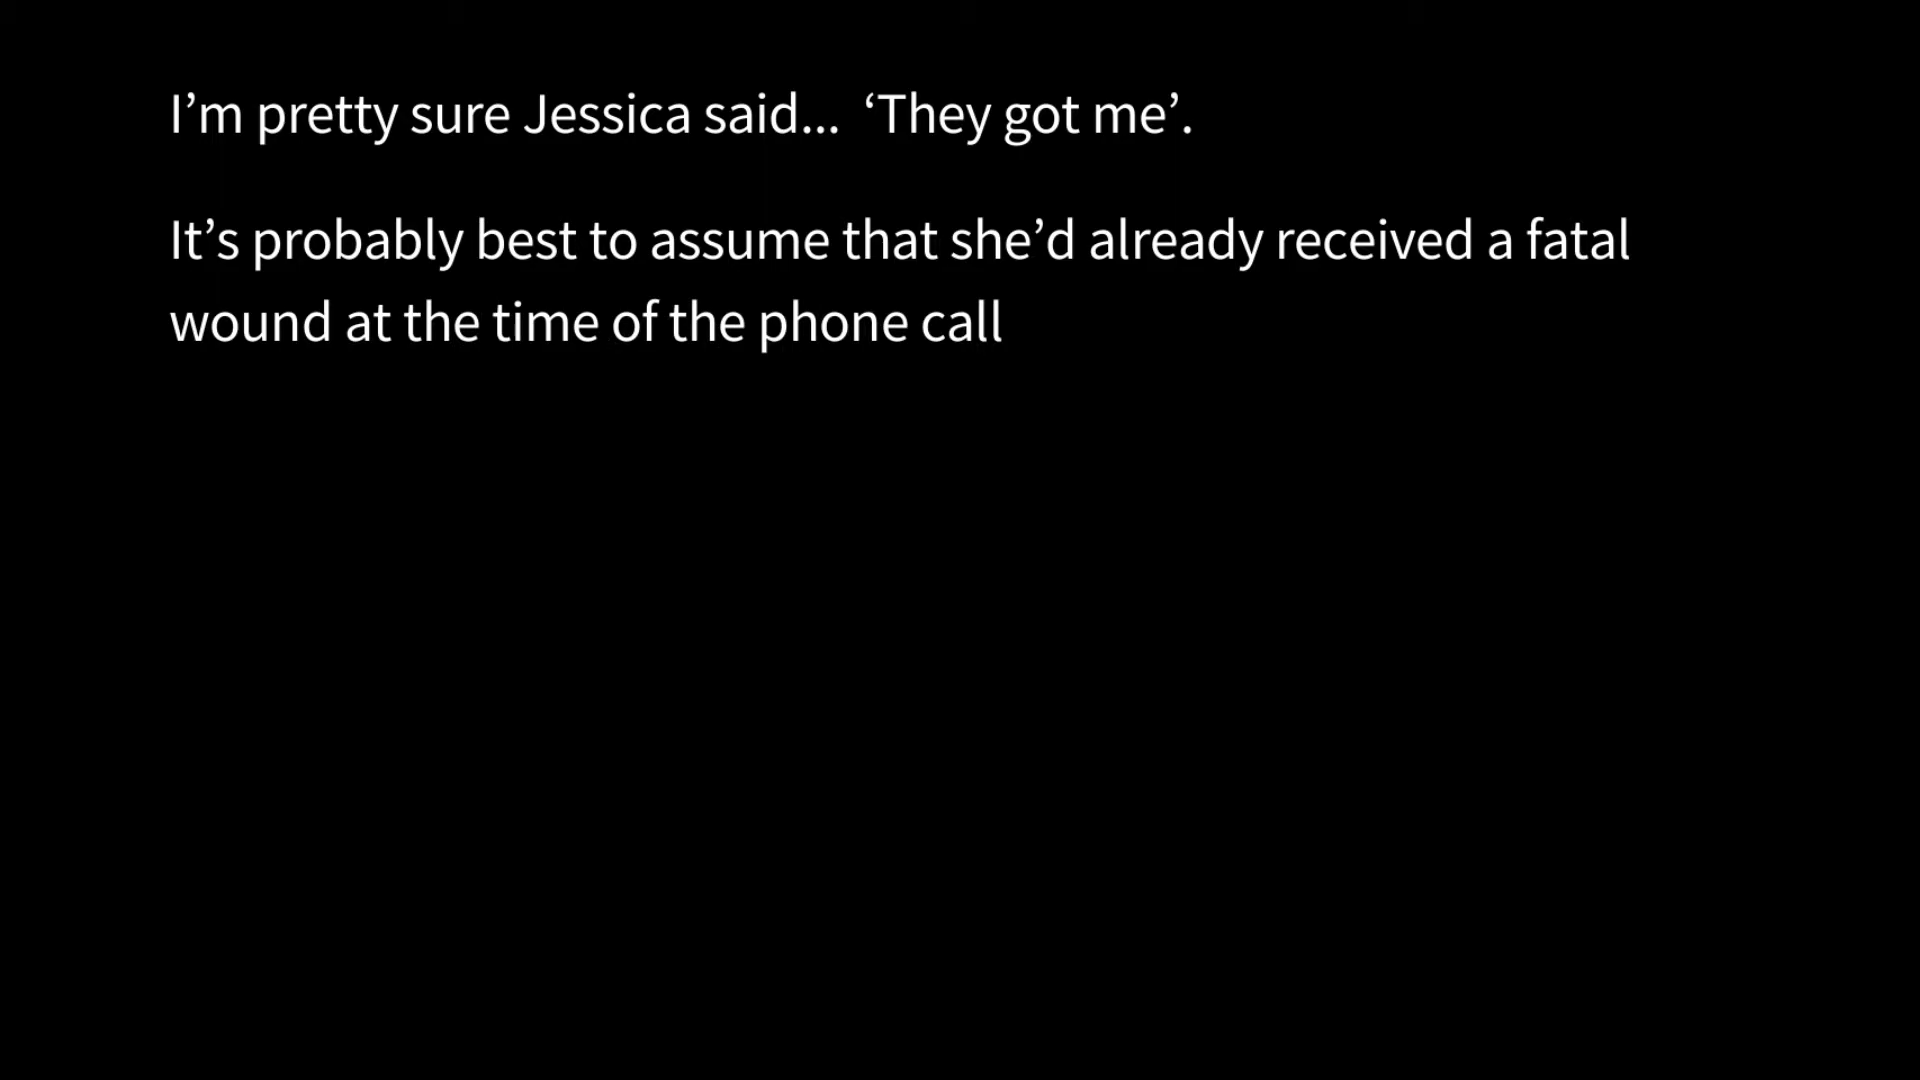 I’m pretty sure Jessica said...  ‘They got me’.
It’s probably best to assume that she’d already received a fatal
wound at the time of the phone call